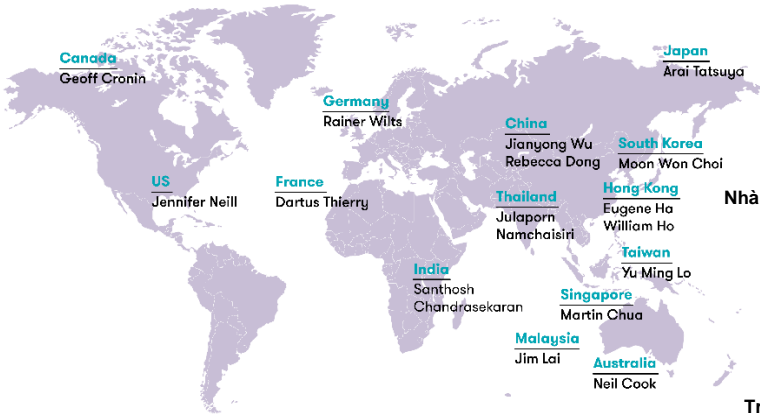 Canada
Geoff Cronin
Japan
Arai Tatsuya
Germany
Rainer Wilts
China
Jianyong Wu
Rebecca Dong
South Korea
Moon Won Choi
US
Jennifer Neill
France
Dartus Thierry
Thailand
Julaporn
Namchaisiri
Hong Kong
Eugene Ha
William Ho
Nhà
Taiwan
Yu Ming Lo
India
Santhosh
Chandrasekaran
Singapore
Martin Chua
Malaysia
Jim Lai
Australia
Neil Cook
Tr